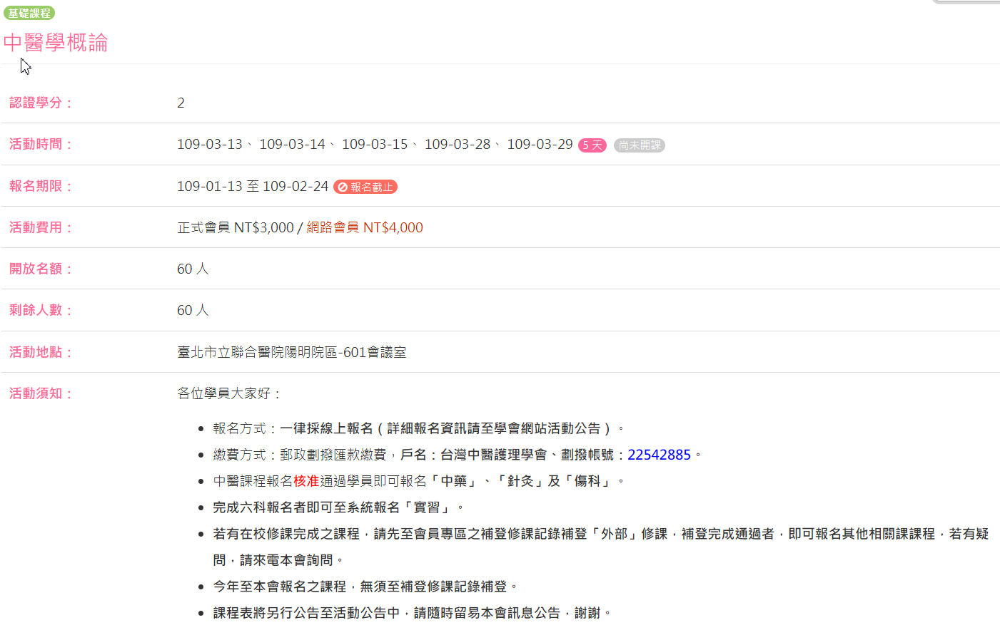 基礎課程
中醫學概論
認證學分： 2
活動時間： 109-03-13、 109-03-14、 109-03-15、 109-03-28、 109-03-29 5 天 尚未開課
報名期限： 109-01-13 至 109-02-24 報名截止
活動費用： 正式會員 NT$3,000 / 網路會員 NT$4,000
開放名額： 60 人
剩餘人數： 60 人
活動地點： 臺北市立聯合醫院陽明院區-601會議室
活動須知： 各位學員大家好：
• 報名方式：一律採線上報名（詳細報名資訊請至學會網站活動公告）。
• 繳費方式：郵政劃撥匯款繳費，戶名：台灣中醫護理學會、劃撥帳號：22542885。
• 中醫課程報名核准通過學員即可報名「中藥」、「針灸」及「傷科」。
• 完成六科報名者即可至系統報名「實習」。
• 若有在校修課完成之課程，請先至會員專區之補登修課記錄補登「外部」修課，補登完成通過者，即可報名其他相關課課程，若有疑
問，請來電本會詢問。
• 今年至本會報名之課程，無須至補登修課記錄補登。
• 課程表將另行公告至活動公告中，請隨時留易本會訊息公告，謝謝。